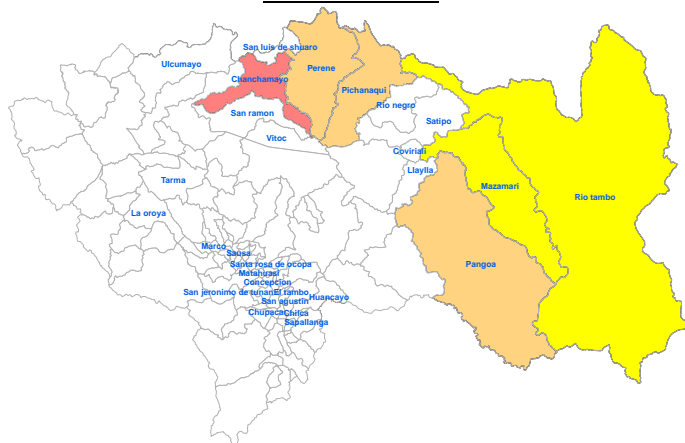 San luis de shuaro
Ulcumayo
Perene
Chanchamayo
Pichanaqui
Rio negro
San ramon
Satipo
Vitoc
Coviriali
Llaylla
Tarma
Mazamari
Rio tambo
La oroya
Marco
Sausa
Santa rosa de ocopa
Pangoa
Matahuasi
Concepcion
San jeronimo de tunan
El tambo
Huancayo
San agustin
Chupaca
Chilca
Sapallanga